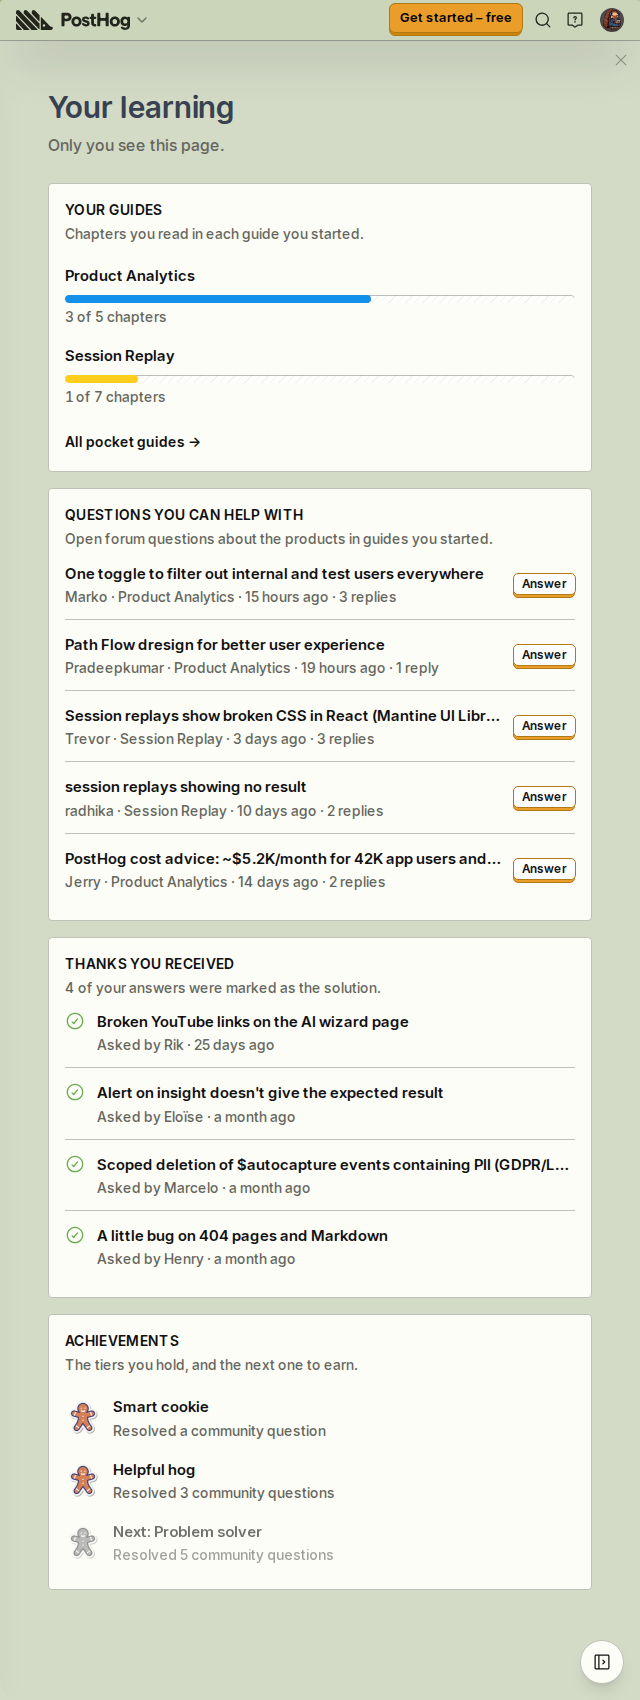 PostHog
Get started – free
Your learning
Only you see this page.
YOUR GUIDES
Chapters you read in each guide you started.
Product Analytics
3 of 5 chapters
Session Replay
1 of 7 chapters
All pocket guides →
QUESTIONS YOU CAN HELP WITH
Open forum questions about the products in guides you started.
One toggle to filter out internal and test users everywhere
Marko · Product Analytics · 15 hours ago · 3 replies
Answer
Path Flow dresign for better user experience
Pradeepkumar · Product Analytics · 19 hours ago · 1 reply
Answer
Session replays show broken CSS in React (Mantine UI Libr...
Trevor · Session Replay · 3 days ago · 3 replies
Answer
session replays showing no result
radhika · Session Replay · 10 days ago · 2 replies
Answer
PostHog cost advice: ~$5.2K/month for 42K app users and...
Jerry · Product Analytics · 14 days ago · 2 replies
Answer
THANKS YOU RECEIVED
4 of your answers were marked as the solution.
Broken YouTube links on the AI wizard page
Asked by Rik · 25 days ago
Alert on insight doesn't give the expected result
Asked by Eloïse · a month ago
Scoped deletion of $autocapture events containing PII (GDPR/L...
Asked by Marcelo · a month ago
A little bug on 404 pages and Markdown
Asked by Henry · a month ago
ACHIEVEMENTS
The tiers you hold, and the next one to earn.
Smart cookie
Resolved a community question
Helpful hog
Resolved 3 community questions
Next: Problem solver
Resolved 5 community questions